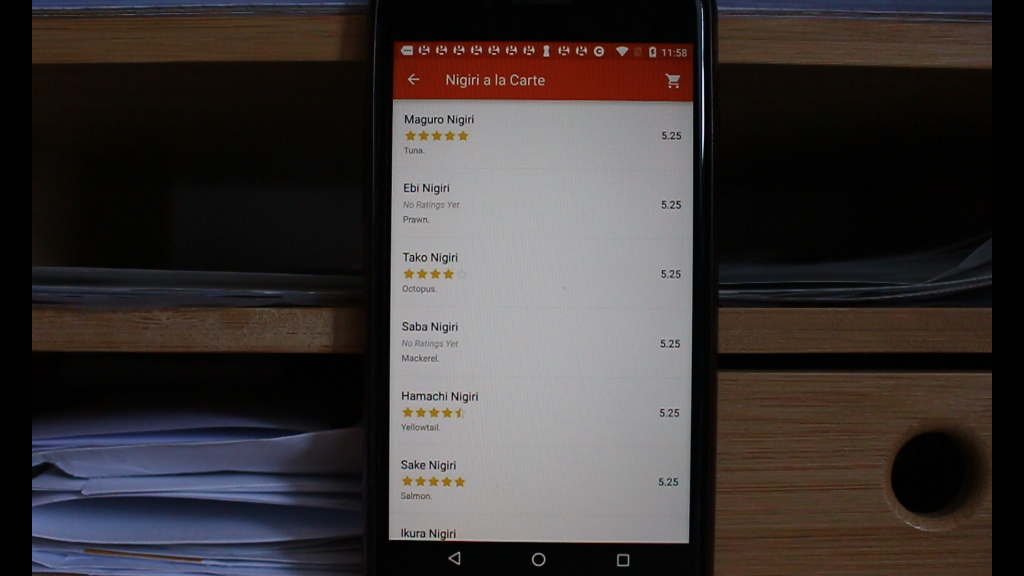 11:58
Nigiri a la Carte
Maguro Nigiri
5.25
Tuna.
Ebi Nigiri
No Ratings Yet
5.25
Prawn.
Tako Nigiri
5.25
Octopus.
Saba Nigiri
No Ratings Yet
5.25
Mackerel.
Hamachi Nigiri
5.25
Yellowtail.
Sake Nigiri
5.25
Salmon.
Ikura Nigiri